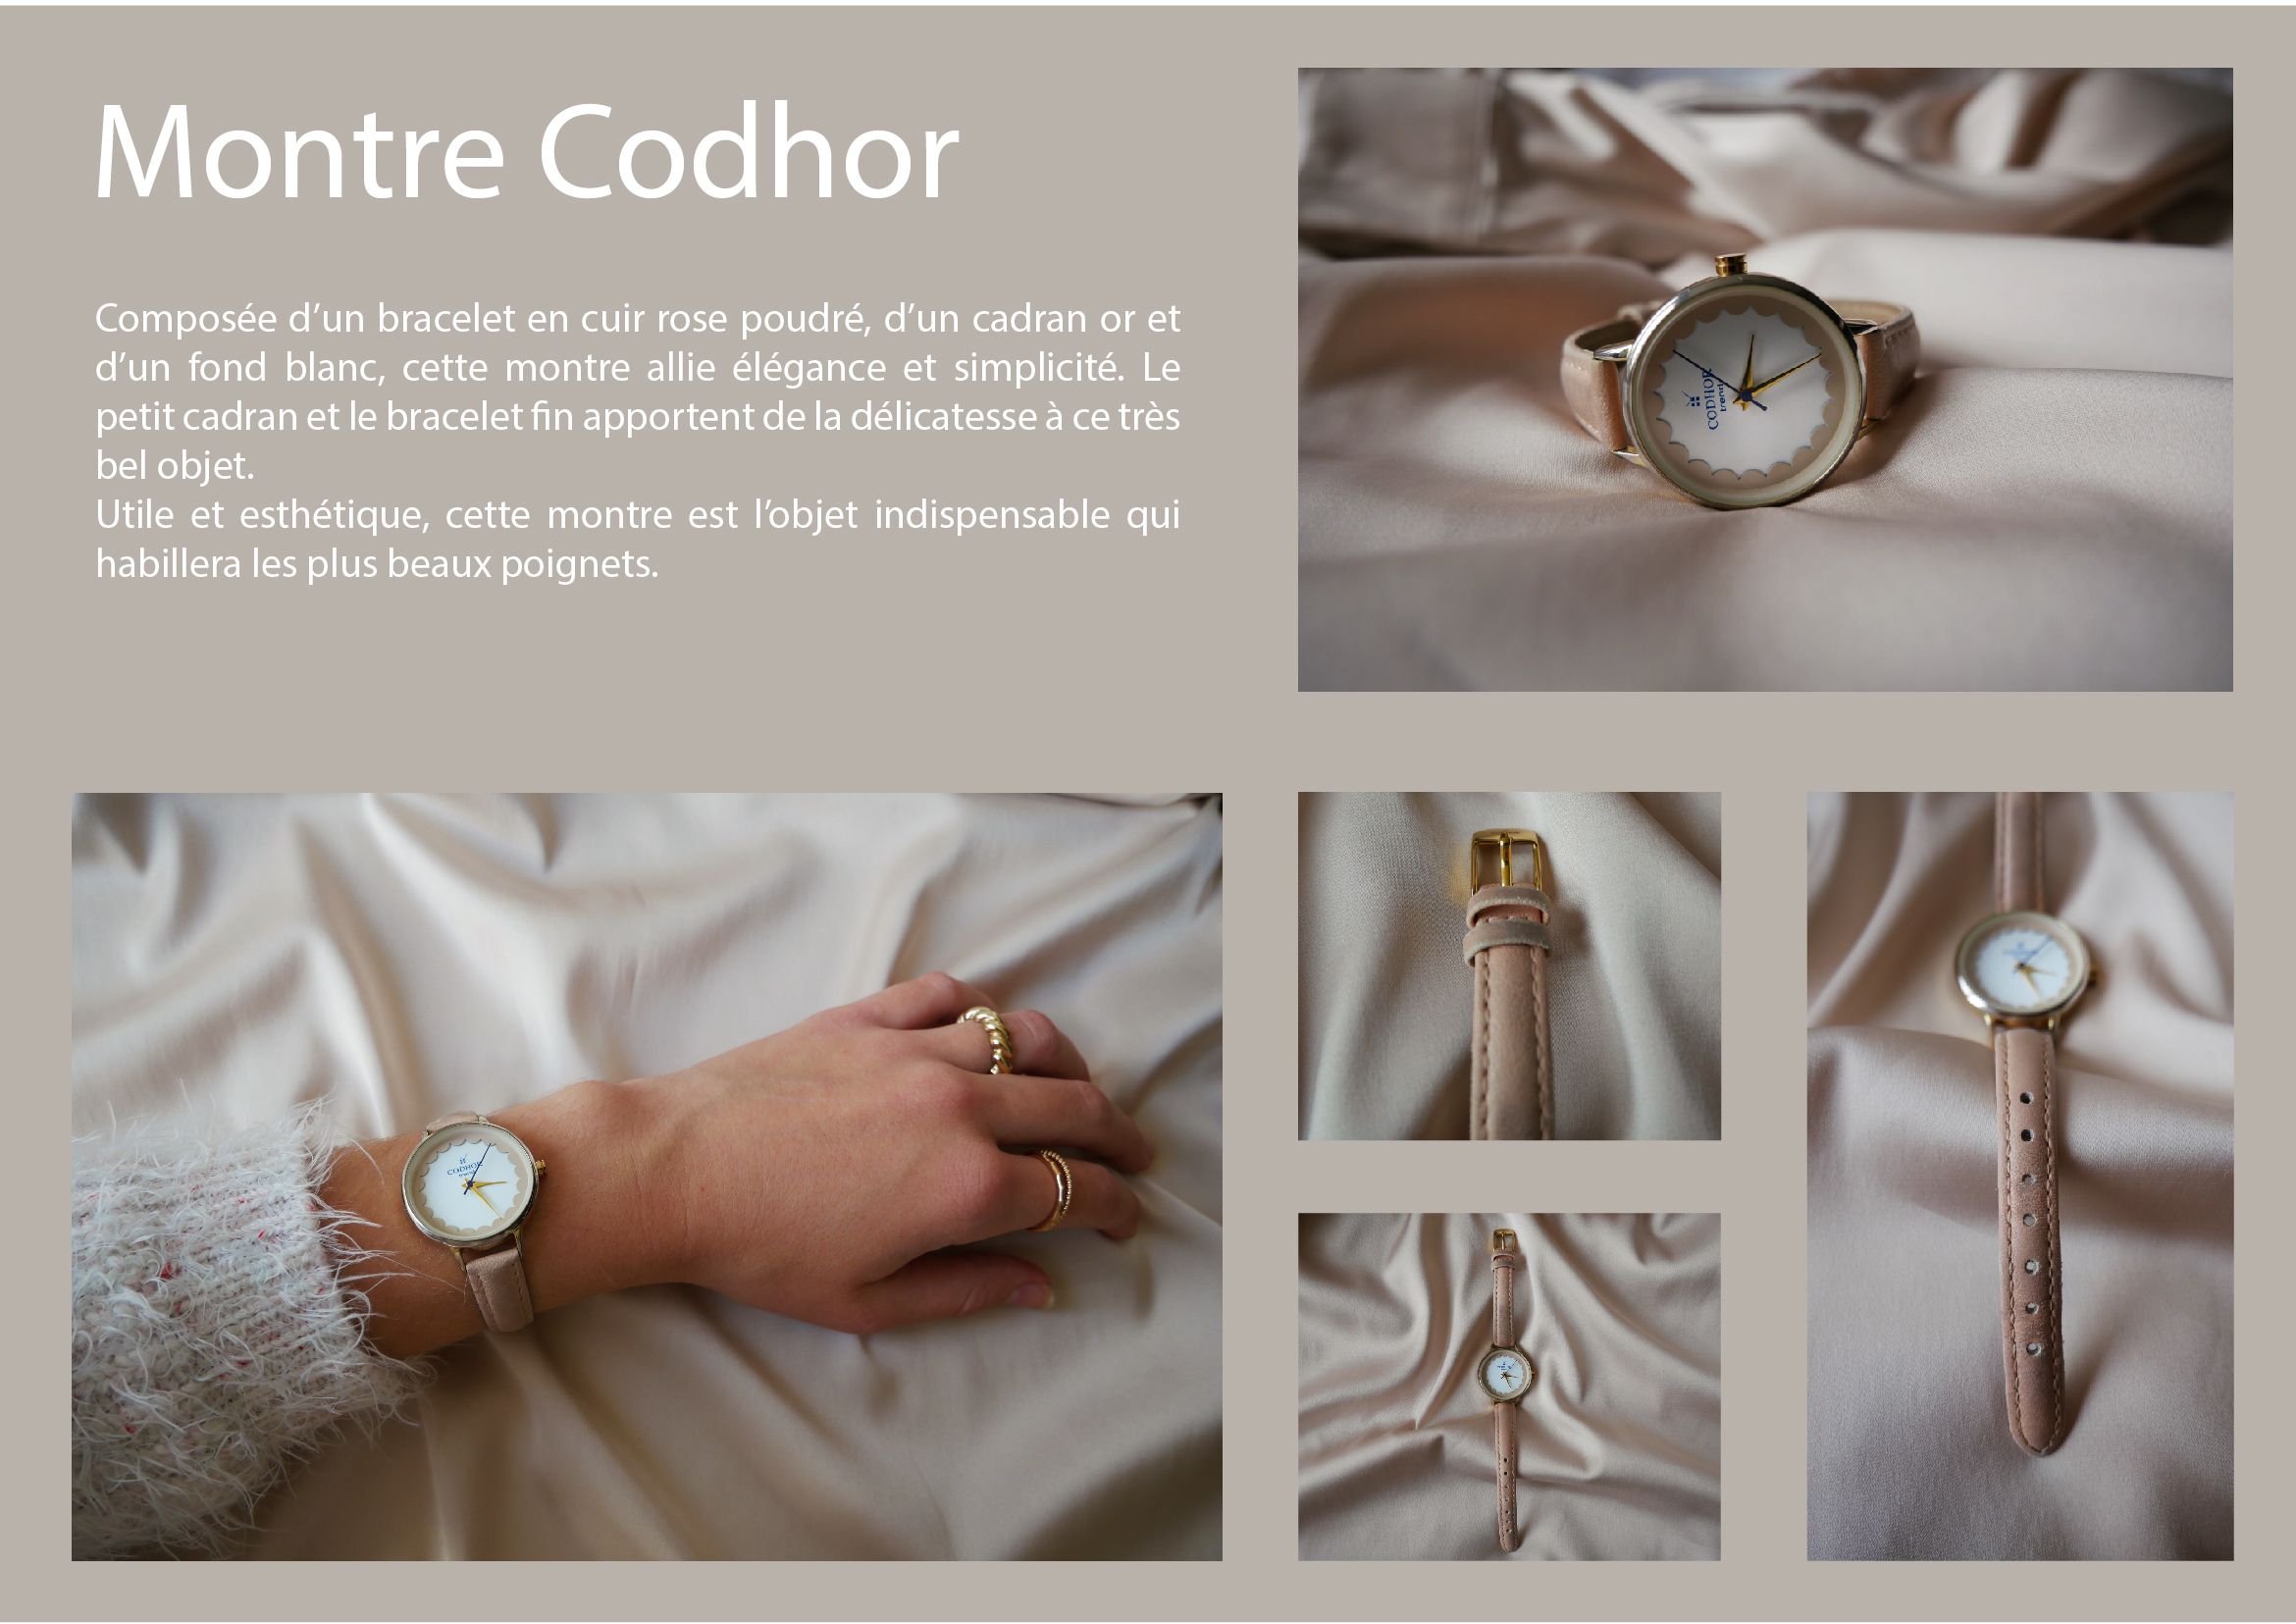 Montre Codhor
Composée d’un bracelet en cuir rose poudré, d’un cadran or et
d’un fond blanc, cette montre allie élégance et simplicité. Le
petit cadran et le bracelet fin apportent de la délicatesse à ce très
bel objet.
Utile et esthétique, cette montre est l’objet indispensable qui
habillera les plus beaux poignets.
CODHOR
trend
CODHOR
trend